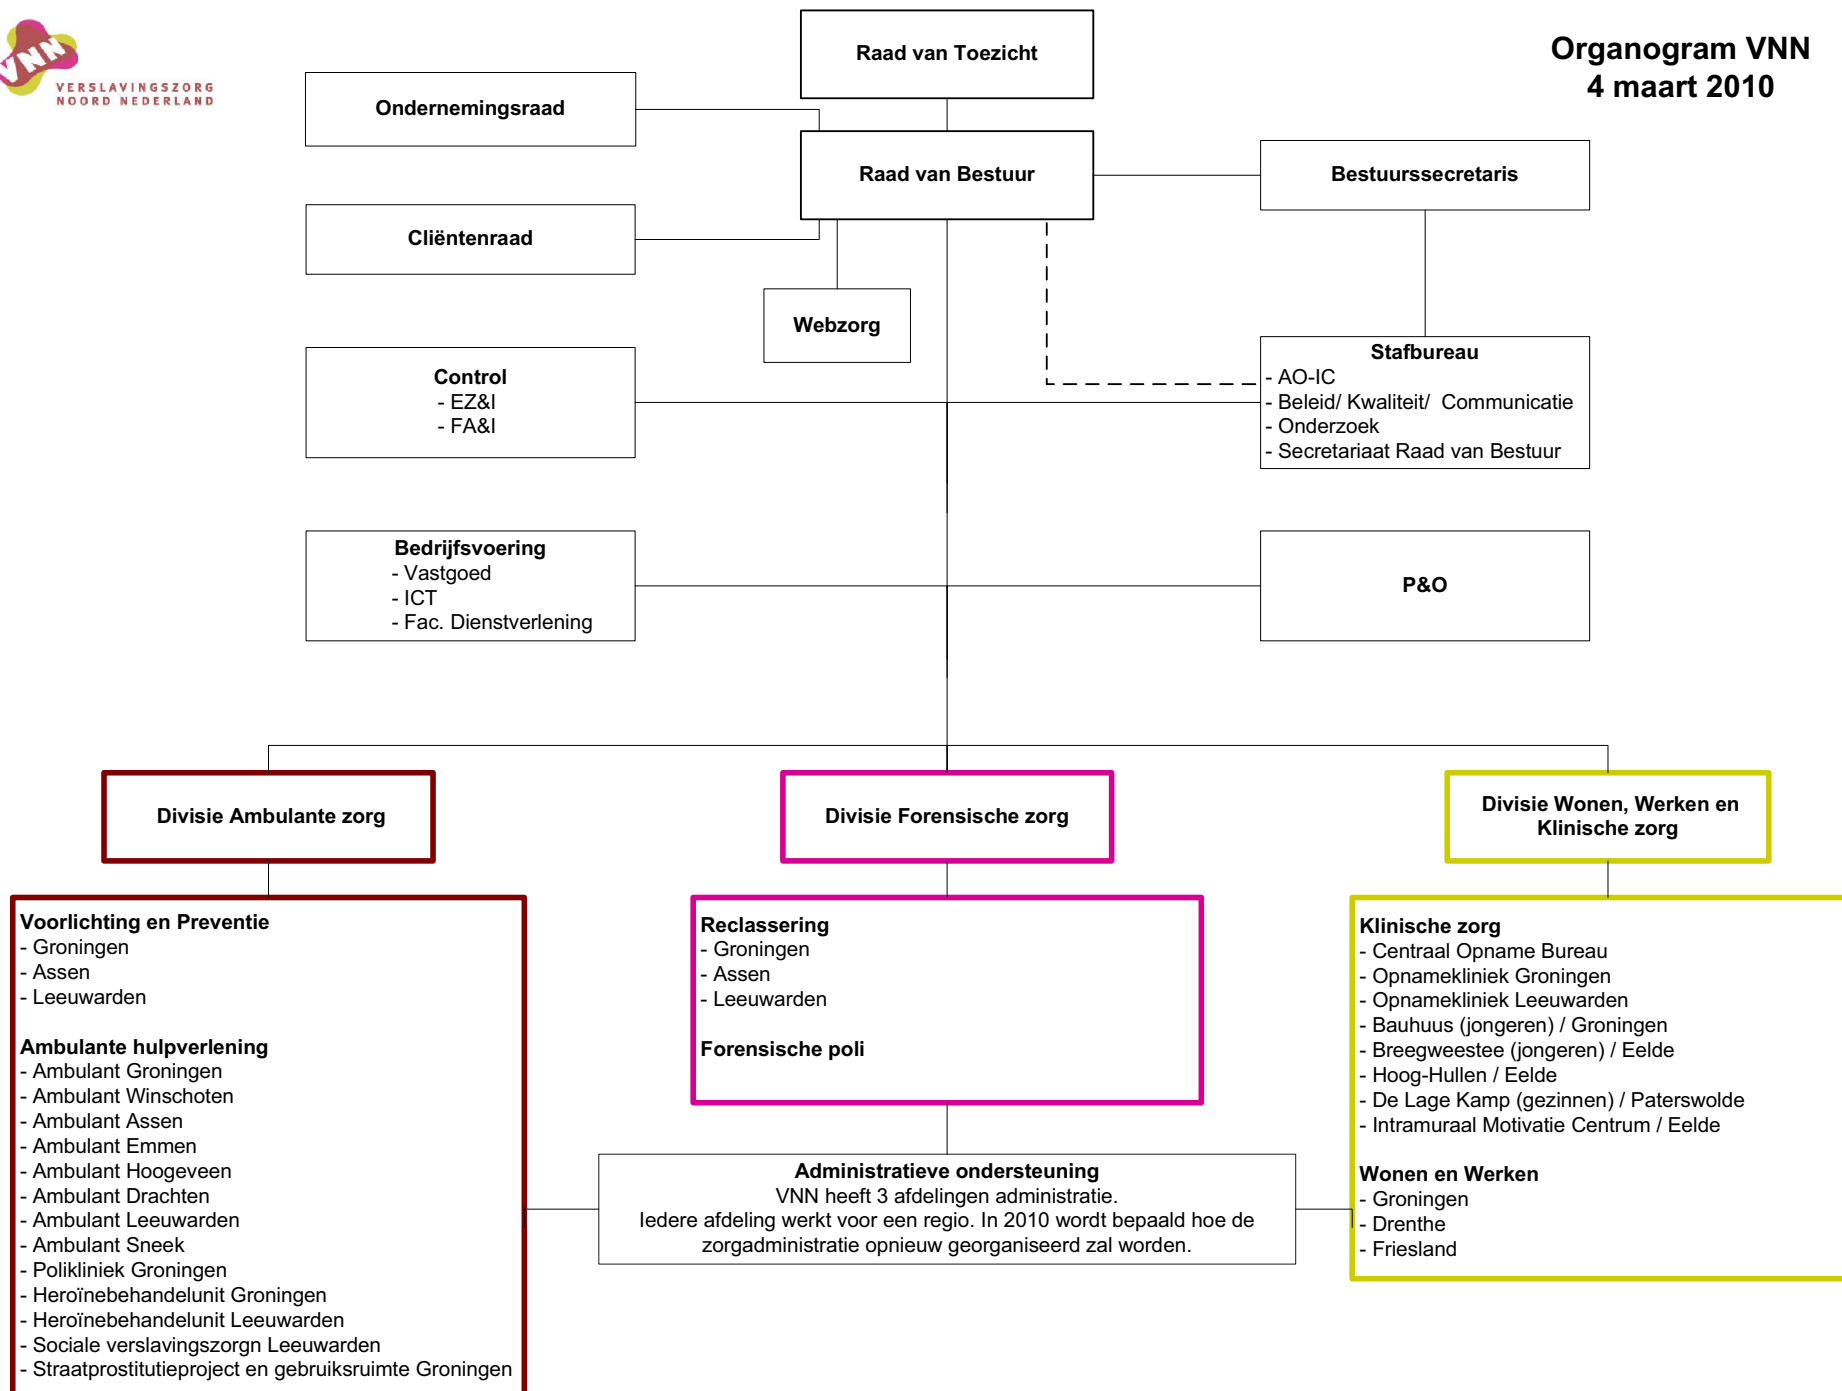 VNN
VERSLAVINGSZORG
NOORD NEDERLAND
Organogram VNN
4 maart 2010
Raad van Toezicht
Ondernemingsraad
Raad van Bestuur
Bestuurssecretaris
Cliëntenraad
Webzorg
Control
- EZ&I
- FA&I
Stafbureau
- AO-IC
- Beleid/ Kwaliteit/ Communicatie
- Onderzoek
- Secretariaat Raad van Bestuur
Bedrijfsvoering
- Vastgoed
- ICT
- Fac. Dienstverlening
P&O
Divisie Ambulante zorg
Divisie Forensische zorg
Divisie Wonen, Werken en
Klinische zorg
Voorlichting en Preventie
- Groningen
- Assen
- Leeuwarden
Ambulante hulpverlening
- Ambulant Groningen
- Ambulant Winschoten
- Ambulant Assen
- Ambulant Emmen
- Ambulant Hoogeveen
- Ambulant Drachten
- Ambulant Leeuwarden
- Ambulant Sneek
- Polikliniek Groningen
- Heroïnebehandelunit Groningen
- Heroïnebehandelunit Leeuwarden
- Sociale verslavingszorgn Leeuwarden
- Straatprostitutieproject en gebruiksruimte Groningen
Reclassering
- Groningen
- Assen
- Leeuwarden
Forensische poli
Administratieve ondersteuning
VNN heeft 3 afdelingen administratie.
Iedere afdeling werkt voor een regio. In 2010 wordt bepaald hoe de
zorgadministratie opnieuw georganiseerd zal worden.
Klinische zorg
- Centraal Opname Bureau
- Opnamekliniek Groningen
- Opnamekliniek Leeuwarden
- Bauhuus (jongeren) / Groningen
- Breegweestee (jongeren) / Eelde
- Hoog-Hullen / Eelde
- De Lage Kamp (gezinnen) / Paterswolde
- Intramuraal Motivatie Centrum / Eelde
Wonen en Werken
- Groningen
- Drenthe
- Friesland